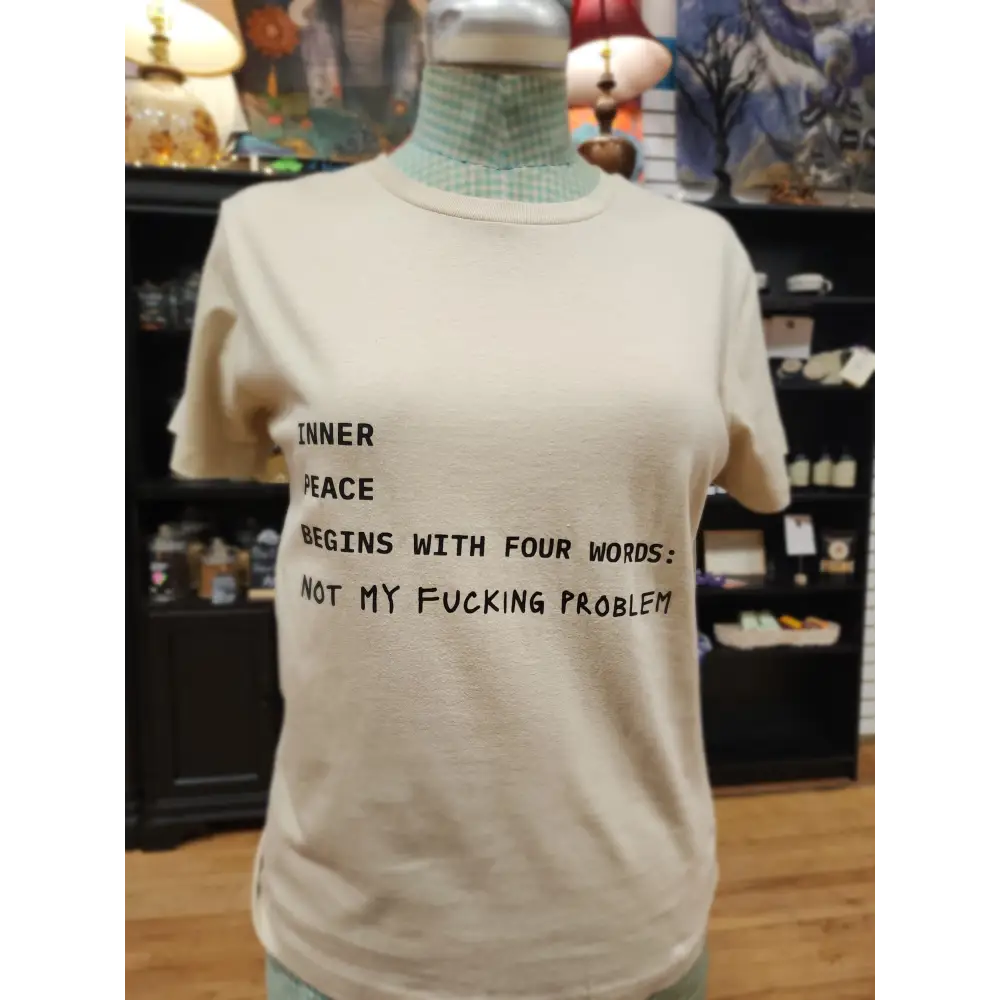 INNER
PEACE
BEGINS WITH FOUR WORDS:
NOT MY FUCKING PROBLEM